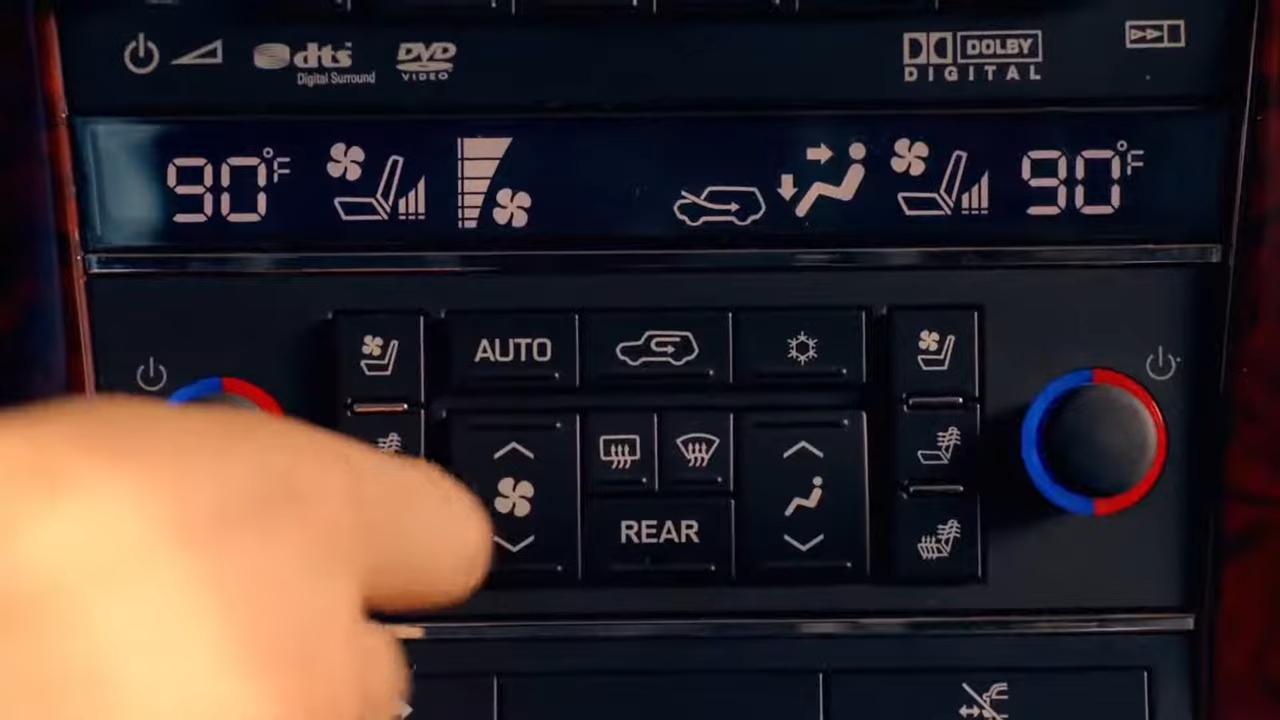 dts
Digital Surround
DVD
VIDEO
DOLBY
DIGITAL
90°F
90°F
AUTO
REAR